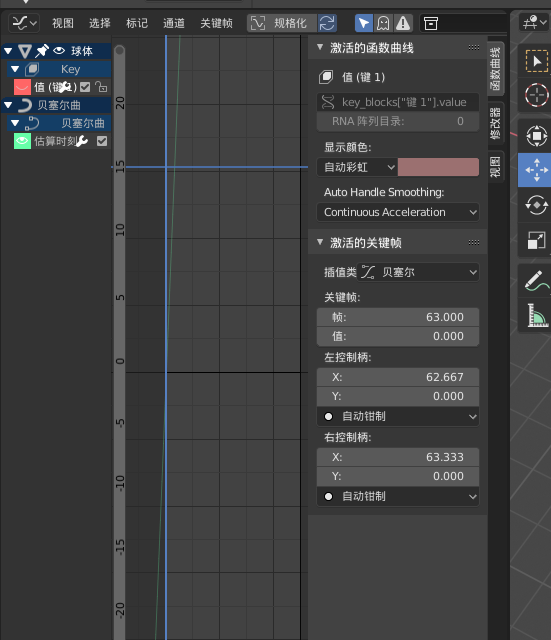 视图 选择 标记 通道 关键帧 规格化
球体
Key
值 (键 1)
贝塞尔曲
贝塞尔曲
估算时刻
20
15
10
5
0
-5
-10
-15
-20
激活的函数曲线
值 (键 1)
key_blocks["键 1"].value
RNA 阵列目录: 0
显示颜色:
自动彩虹
Auto Handle Smoothing:
Continuous Acceleration
激活的关键帧
插值类 贝塞尔
关键帧:
帧: 63.000
值: 0.000
左控制柄:
X: 62.667
Y: 0.000
自动钳制
右控制柄:
X: 63.333
Y: 0.000
自动钳制
函数曲线
修改器
视图